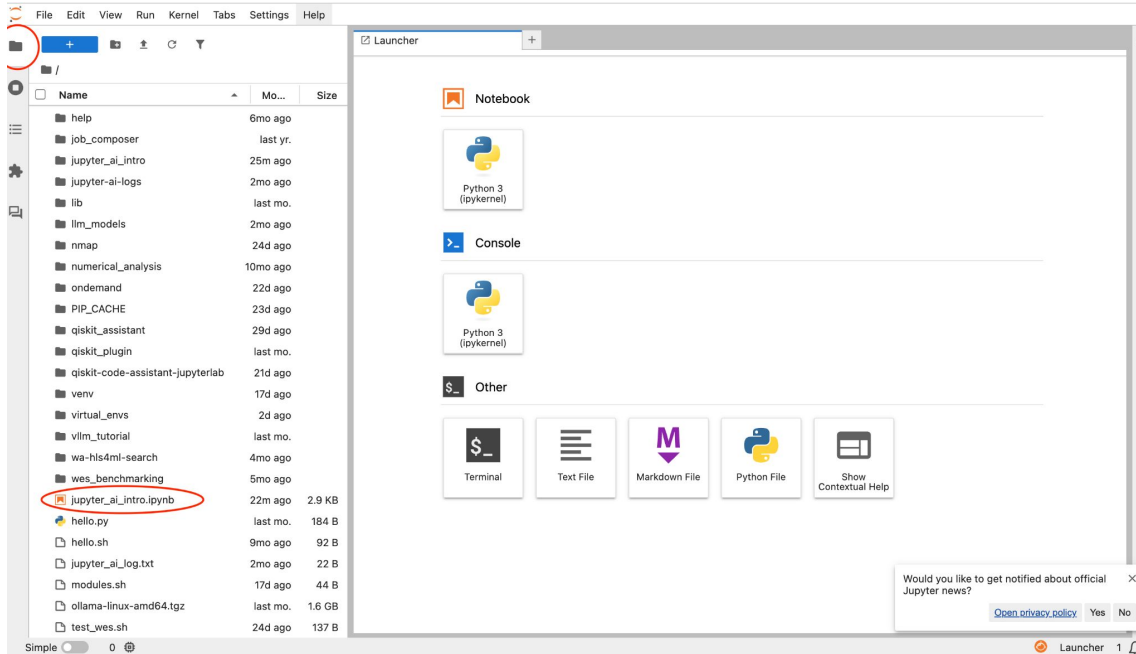 File Edit View Run Kernel Tabs Settings Help
Launcher
/
Name Mo... Size
help 6mo ago
job_composer last yr.
jupyter_ai_intro 25m ago
jupyter-ai-logs 2mo ago
lib last mo.
llm_models 2mo ago
nmap 24d ago
numerical_analysis 10mo ago
ondemand 22d ago
PIP_CACHE 23d ago
qiskit_assistant 29d ago
qiskit_plugin last mo.
qiskit-code-assistant-jupyterlab 21d ago
venv 17d ago
virtual_envs 2d ago
vllm_tutorial last mo.
wa-hls4ml-search 4mo ago
wes_benchmarking 5mo ago
jupyter_ai_intro.ipynb 22m ago 2.9 KB
hello.py last mo. 184 B
hello.sh 9mo ago 92 B
jupyter_ai_log.txt 2mo ago 22 B
modules.sh 17d ago 44 B
ollama-linux-amd64.tgz last mo. 1.6 GB
test_wes.sh 24d ago 137 B
Notebook
Python 3
(ipykernel)
Console
Python 3
(ipykernel)
$_ Other
$_
M
Terminal Text File Markdown File Python File Show
Contextual Help
Would you like to get notified about official
Jupyter news?
Open privacy policy Yes No
Simple 0 Launcher 1